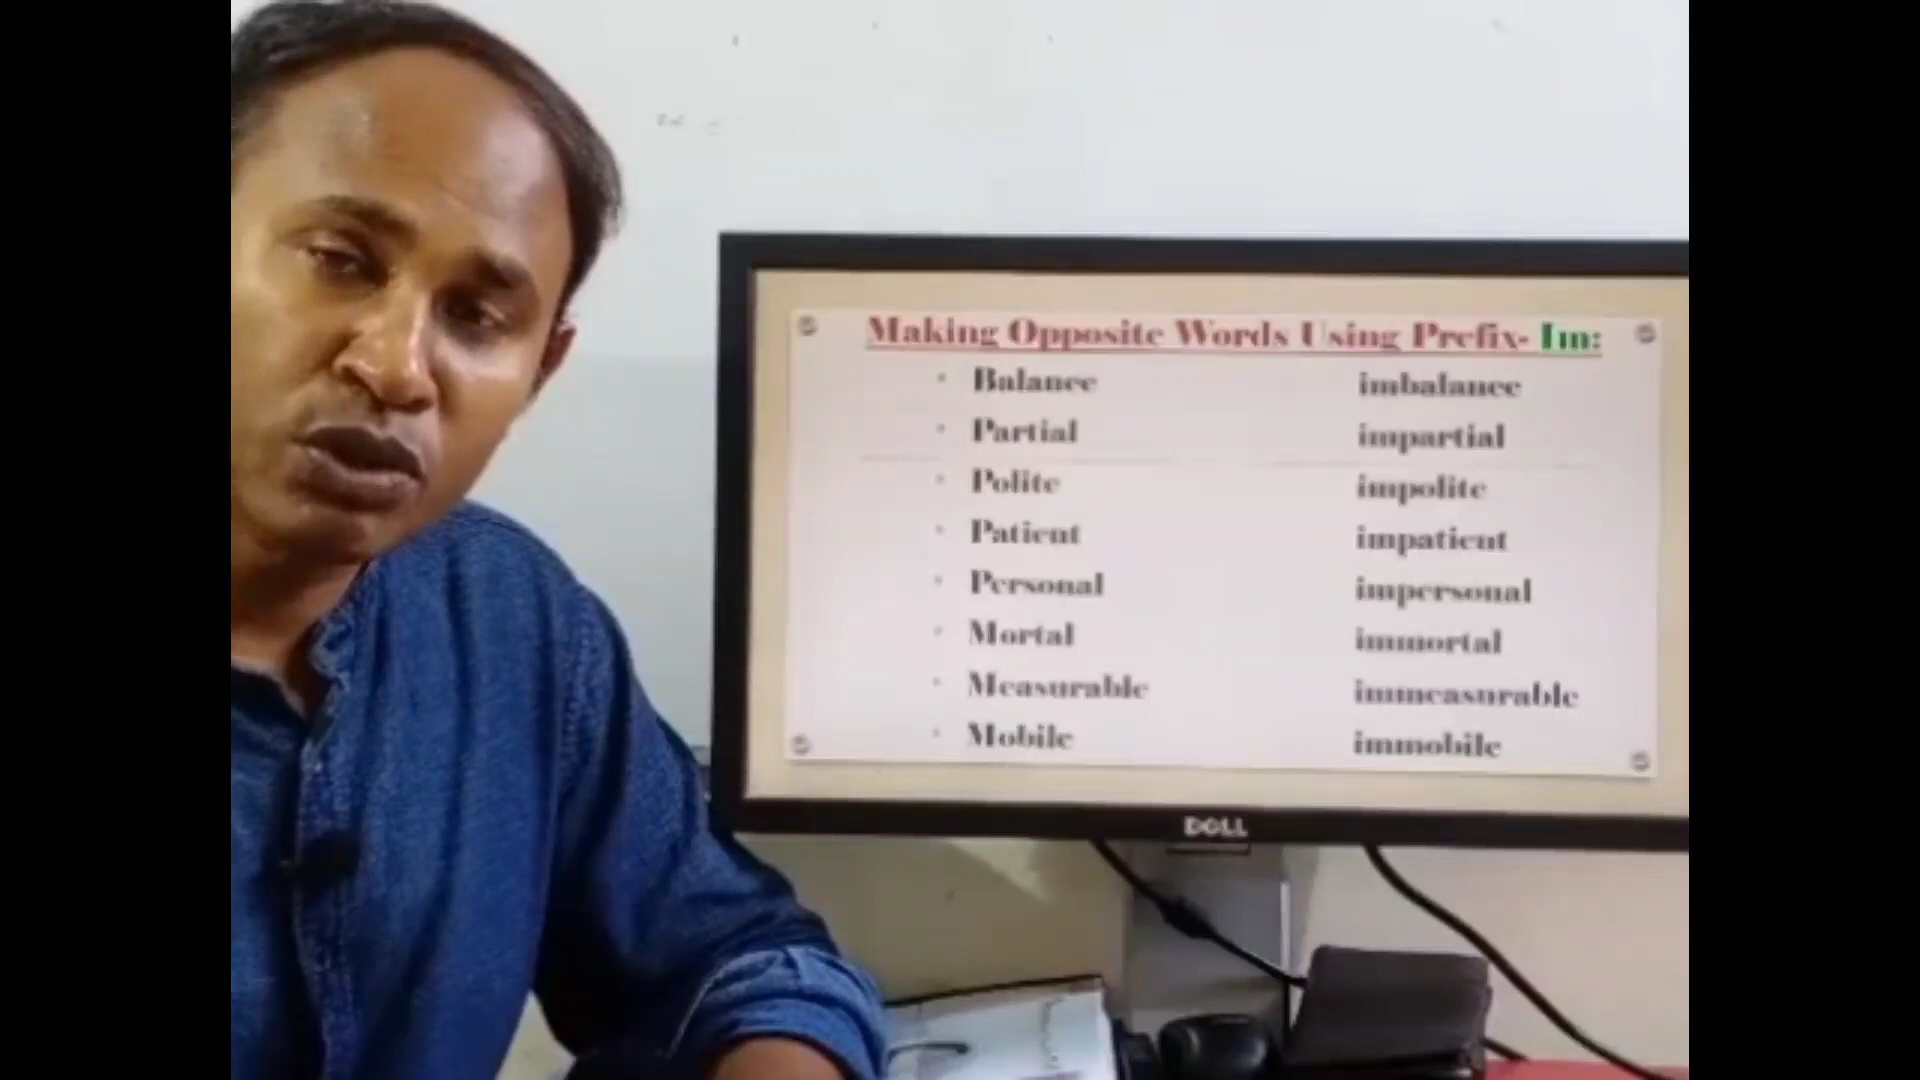 Making Opposite Words Using Prefix- Im:
• Balance imbalance
• Partial impartial
• Polite impolite
• Patient impatient
• Personal impersonal
• Mortal immortal
• Measurable immeasurable
• Mobile immobile
DELL